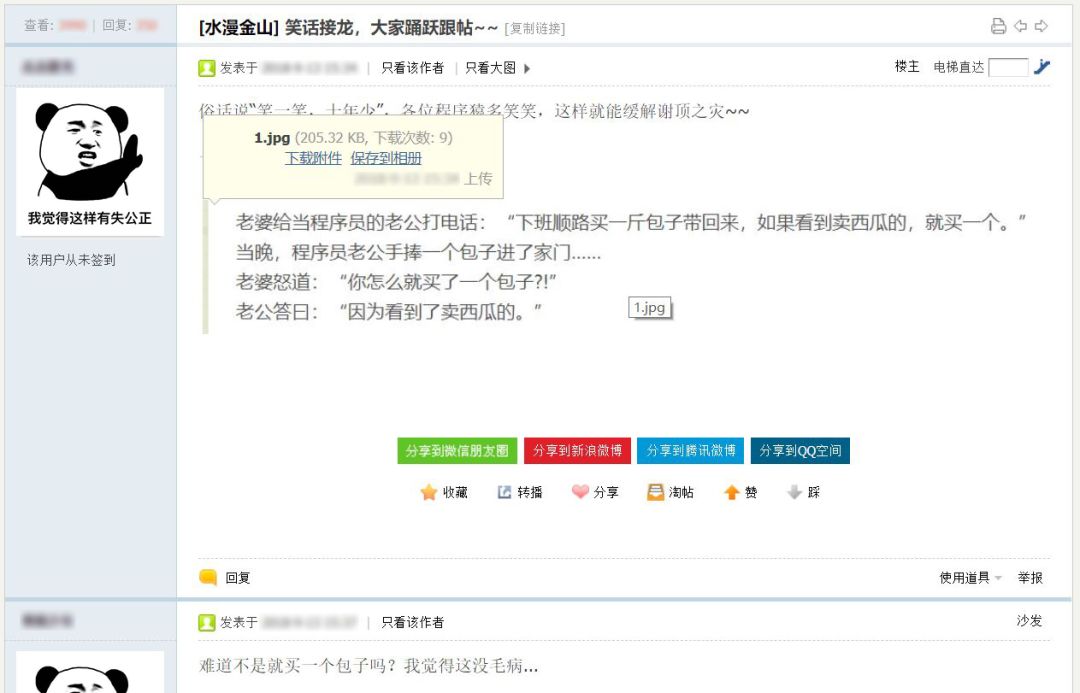 查看: | 回复:
[水漫金山] 笑话接龙，大家踊跃跟帖~~ [复制链接]
发表于 | 只看该作者 | 只看大图
楼主 电梯直达
我觉得这样有失公正
该用户从未签到
俗话说“笑一笑，十年少”，各位程序猿多笑笑，这样就能缓解谢顶之灾~~
1.jpg (205.32 KB, 下载次数: 9)
下载附件 保存到相册
上传
老婆给当程序员的老公打电话：“下班顺路买一斤包子带回来，如果看到卖西瓜的，就买一个。”
当晚，程序员老公手捧一个包子进了家门......
老婆怒道：“你怎么就买了一个包子?!”
老公答曰：“因为看到了卖西瓜的。”
1.jpg
分享到微信朋友圈 分享到新浪微博 分享到腾讯微博 分享到QQ空间
收藏 转播 分享 淘帖 赞 踩
回复
使用道具 举报
发表于 | 只看该作者
沙发
难道不是就买一个包子吗？我觉得这没毛病...